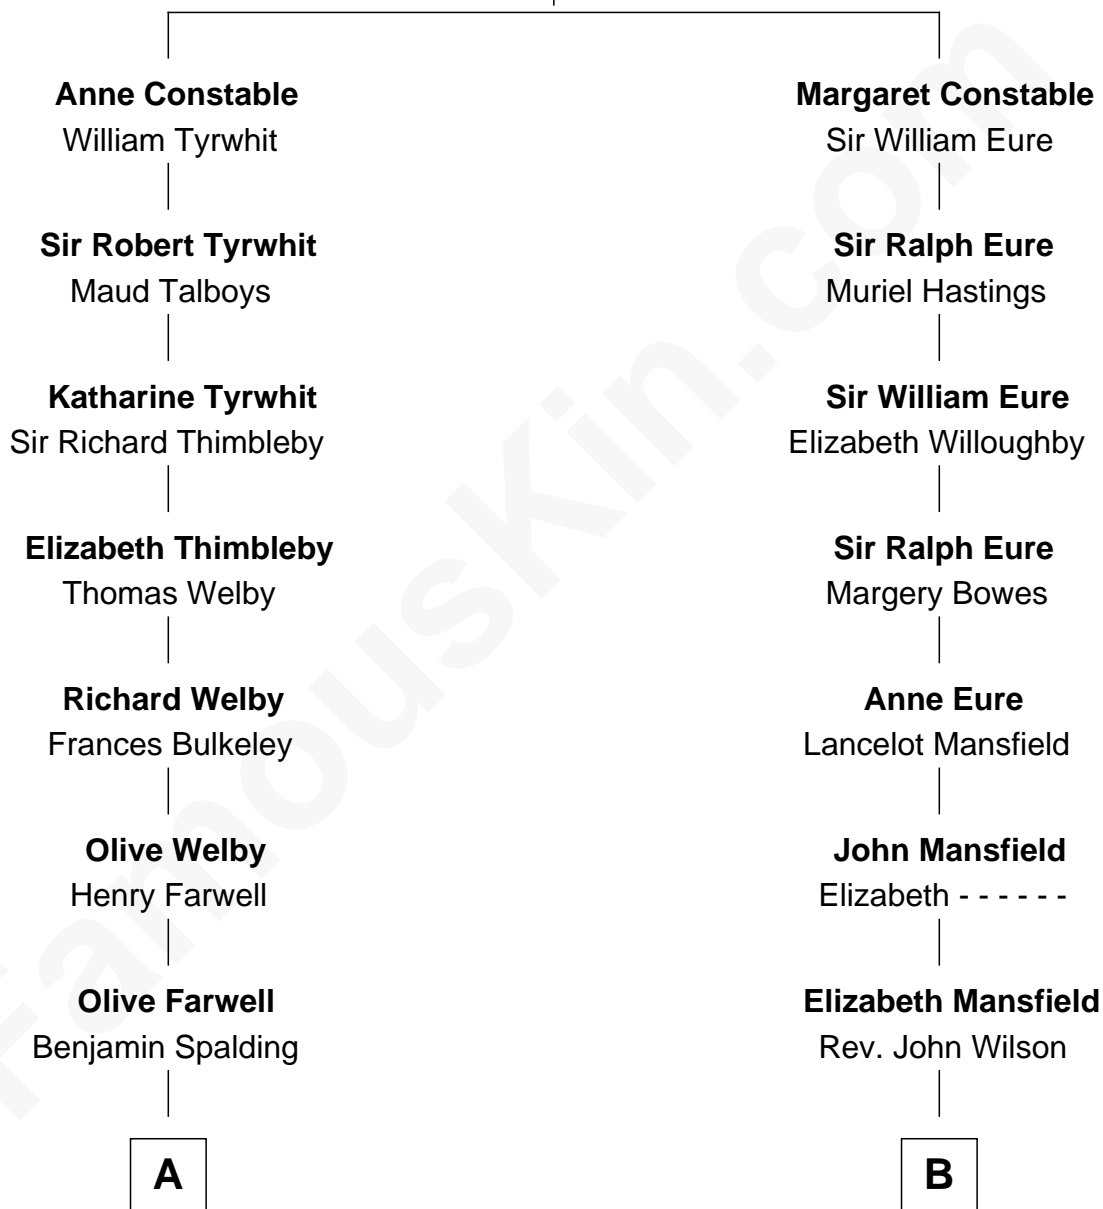 Anne Constable
William Tyrwhit
Sir Robert Tyrwhit
Maud Talboys
Katharine Tyrwhit
Sir Richard Thimbleby
Elizabeth Thimbleby
Thomas Welby
Richard Welby
Frances Bulkeley
Olive Welby
Henry Farwell
Olive Farwell
Benjamin Spalding
A
Margaret Constable
Sir William Eure
Sir Ralph Eure
Muriel Hastings
Sir William Eure
Elizabeth Willoughby
Sir Ralph Eure
Margery Bowes
Anne Eure
Lancelot Mansfield
John Mansfield
Elizabeth - - - - - -
Elizabeth Mansfield
Rev. John Wilson
B
FamousKin.com